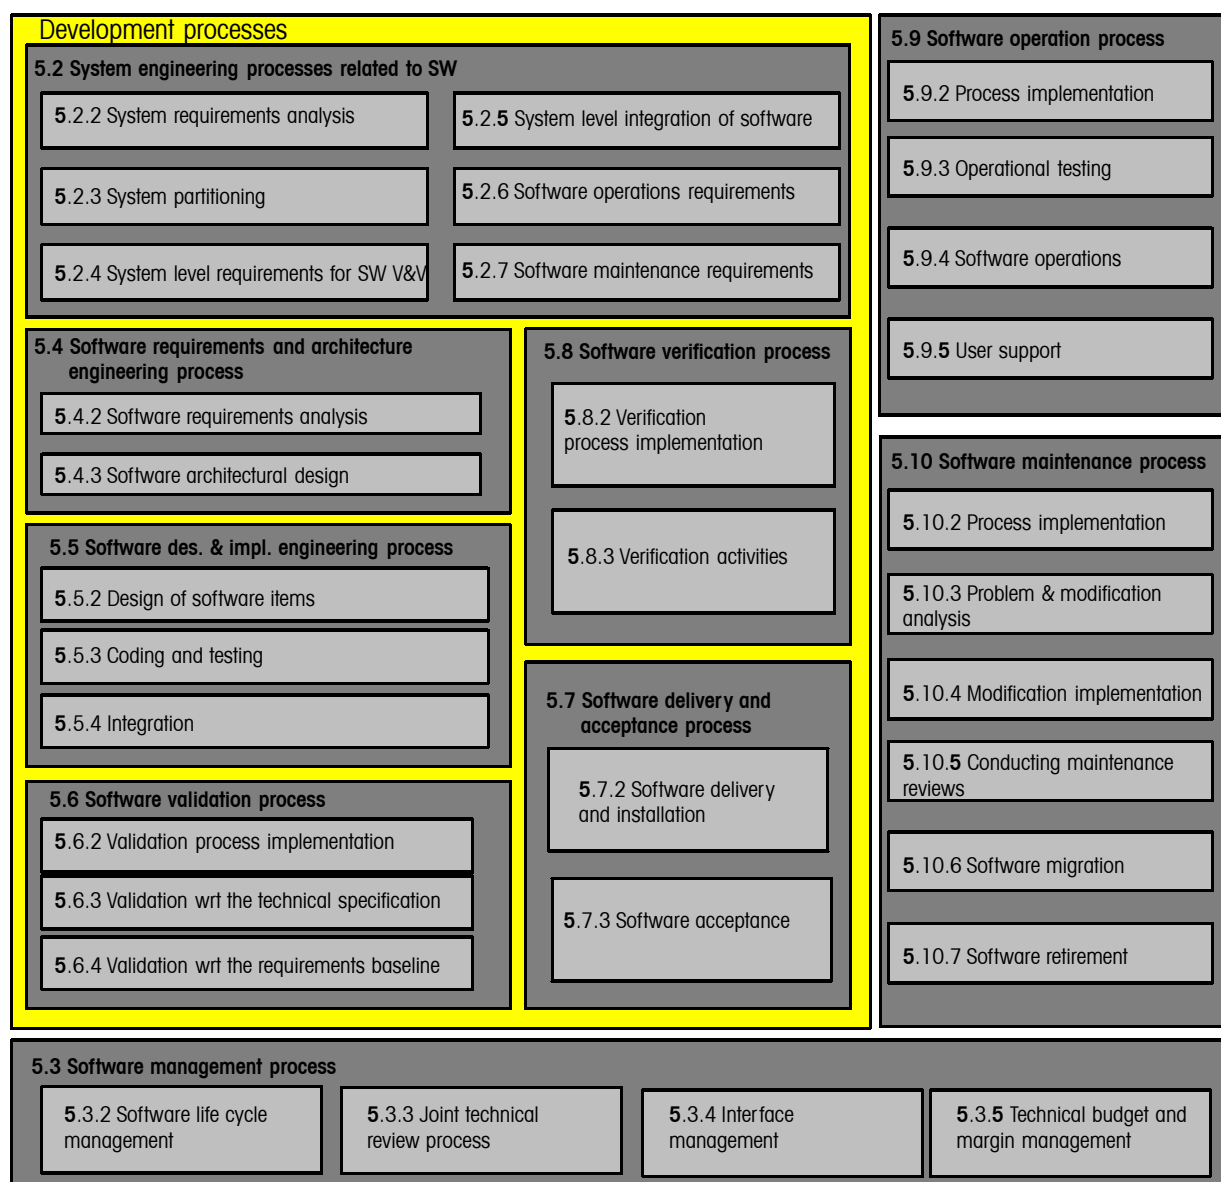 Development processes
5.2 System engineering processes related to SW
5.2.2 System requirements analysis
5.2.3 System partitioning
5.2.4 System level requirements for SW V&V
5.2.5 System level integration of software
5.2.6 Software operations requirements
5.2.7 Software maintenance requirements
5.4 Software requirements and architecture
engineering process
5.4.2 Software requirements analysis
5.4.3 Software architectural design
5.5 Software des. & impl. engineering process
5.5.2 Design of software items
5.5.3 Coding and testing
5.5.4 Integration
5.6 Software validation process
5.6.2 Validation process implementation
5.6.3 Validation wrt the technical specification
5.6.4 Validation wrt the requirements baseline
5.8 Software verification process
5.8.2 Verification
process implementation
5.8.3 Verification activities
5.7 Software delivery and
acceptance process
5.7.2 Software delivery
and installation
5.7.3 Software acceptance
5.9 Software operation process
5.9.2 Process implementation
5.9.3 Operational testing
5.9.4 Software operations
5.9.5 User support
5.10 Software maintenance process
5.10.2 Process implementation
5.10.3 Problem & modification
analysis
5.10.4 Modification implementation
5.10.5 Conducting maintenance
reviews
5.10.6 Software migration
5.10.7 Software retirement
5.3 Software management process
5.3.2 Software life cycle
management
5.3.3 Joint technical
review process
5.3.4 Interface
management
5.3.5 Technical budget and
margin management